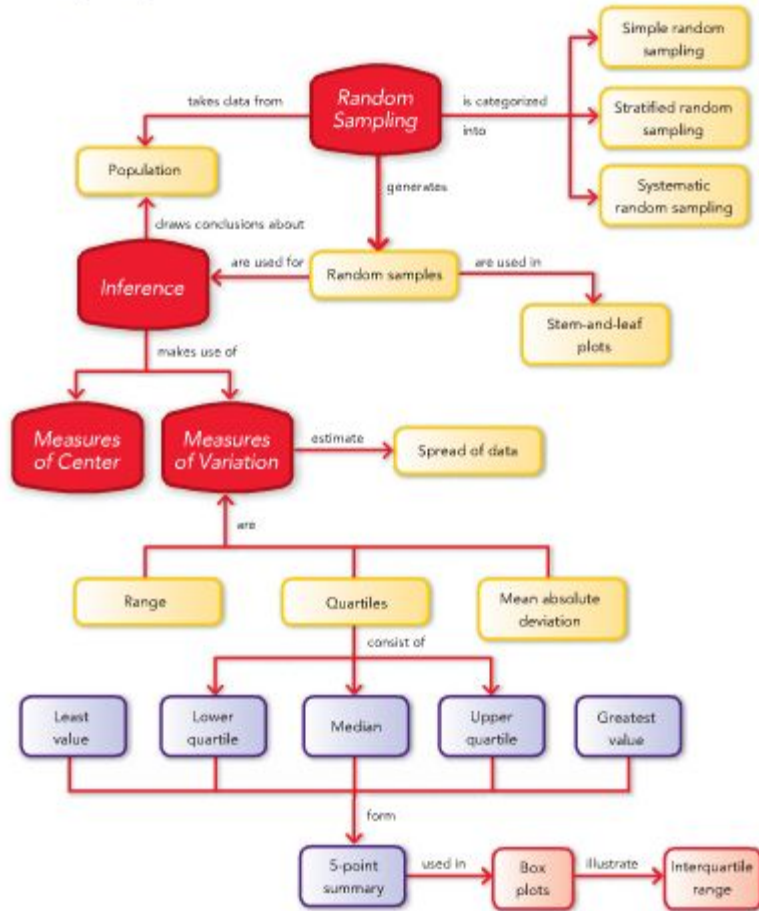 Simple random
sampling
takes data from
Random
Sampling
is categorized
into
Stratified random
sampling
Population
generates
Systematic
random sampling
draws conclusions about
Inference
are used for
Random samples
are used in
Stem-and-leaf
plots
makes use of
Measures
of Center
Measures
of Variation
estimate
Spread of data
are
Range
Quartiles
Mean absolute
deviation
consist of
Least
value
Lower
quartile
Median
Upper
quartile
Greatest
value
form
5-point
summary
used in
Box
plots
illustrate
Interquartile
range